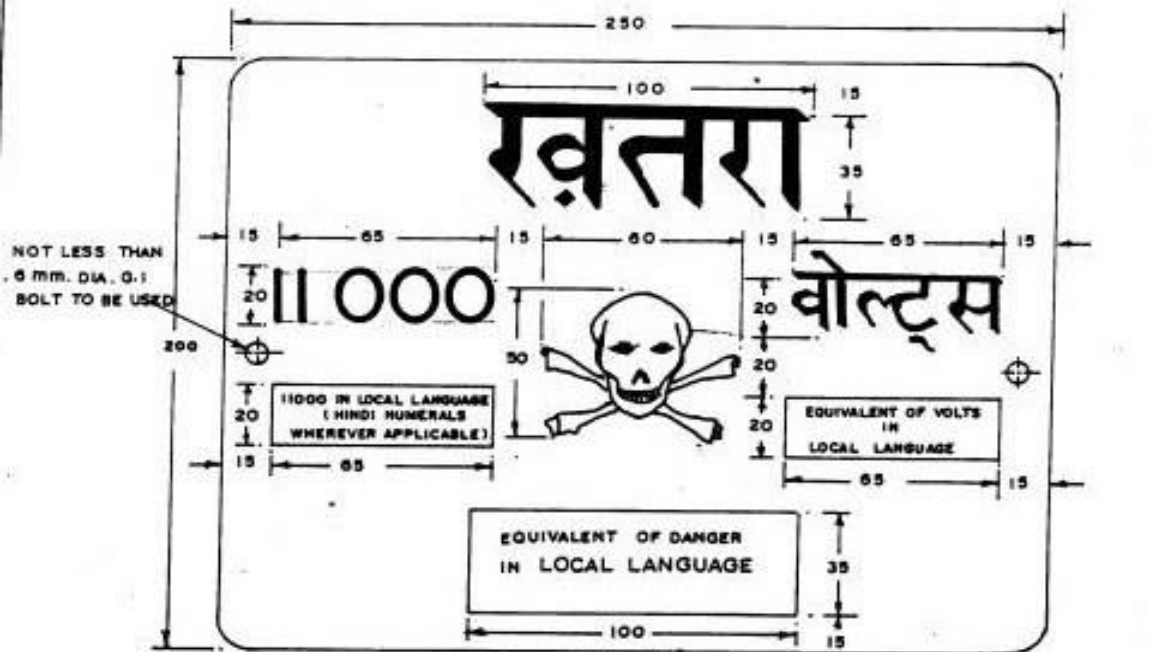 250
100
15
ख़तरा
35
15 65 15 60 15 65 15
NOT LESS THAN
6 mm. DIA. G.I
BOLT TO BE USED
20
11 000
20
वोल्ट्स
200
50
20
20
11000 IN LOCAL LANGUAGE
(HINDI NUMERALS
WHEREVER APPLICABLE)
20
EQUIVALENT OF VOLTS
IN
LOCAL LANGUAGE
15 65
65 15
EQUIVALENT OF DANGER
IN LOCAL LANGUAGE
35
100
15